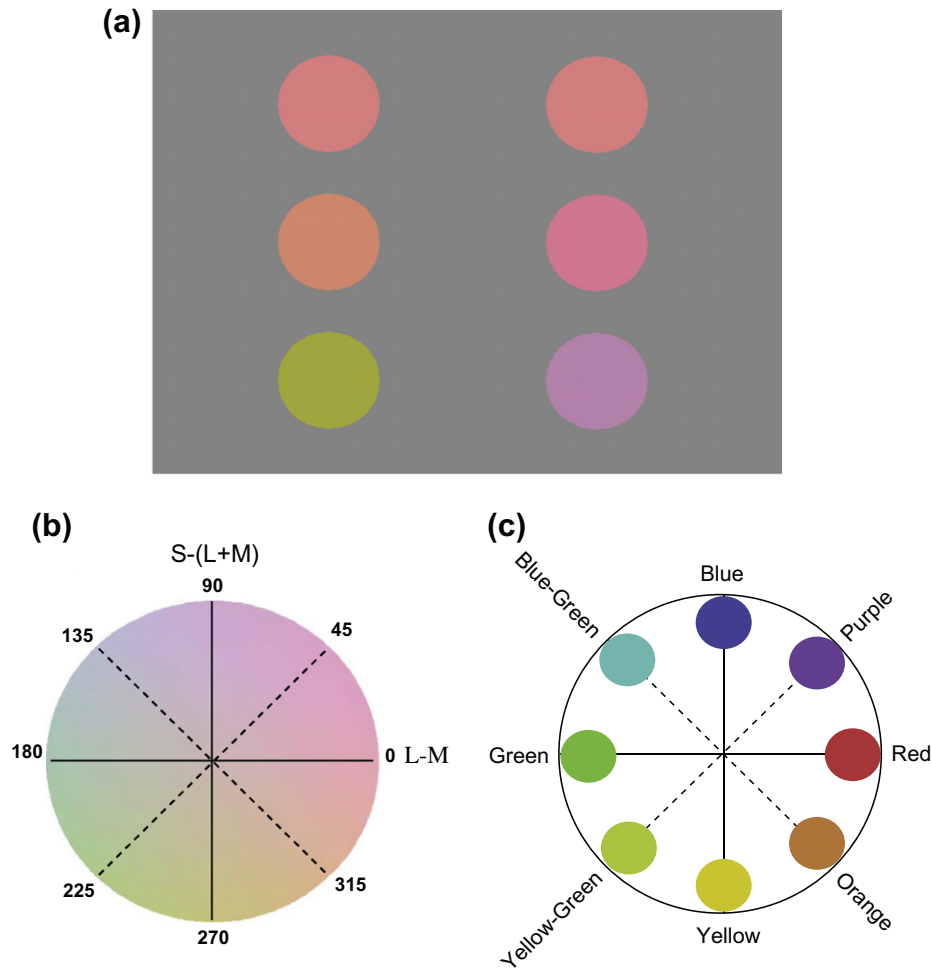 (a)
(b)
(c)
S-(L+M)
90
135
45
180
0 L-M
225
315
270
Blue
Blue-Green
Purple
Green
Red
Yellow-Green
Orange
Yellow